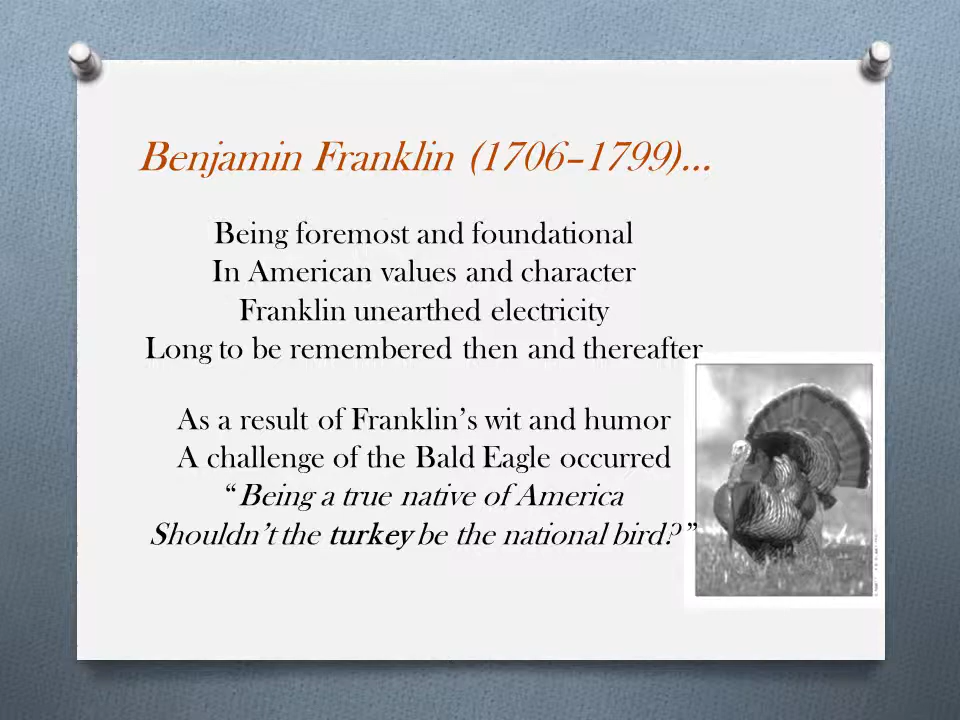 Benjamin Franklin (1706–1799)…
Being foremost and foundational
In American values and character
Franklin unearthed electricity
Long to be remembered then and thereafter
As a result of Franklin’s wit and humor
A challenge of the Bald Eagle occurred
“Being a true native of America
Shouldn’t the turkey be the national bird?”